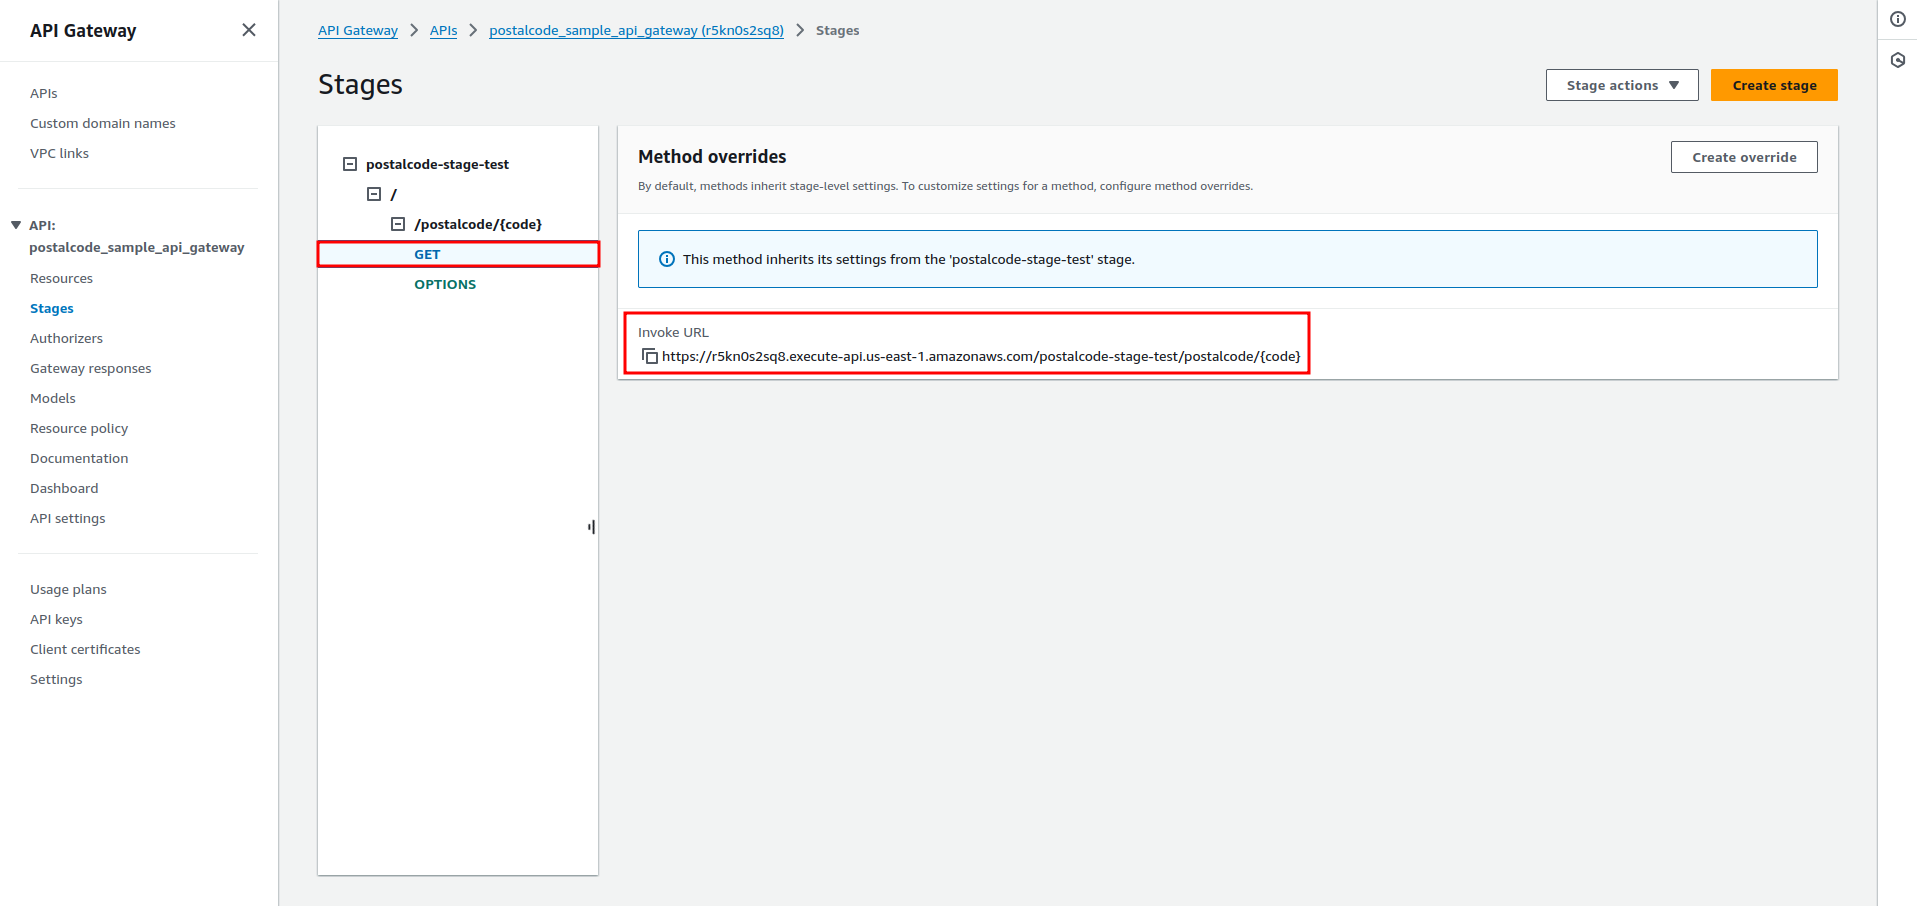 API Gateway
APIs
Custom domain names
VPC links
API:
postalcode_sample_api_gateway
Resources
Stages
Authorizers
Gateway responses
Models
Resource policy
Documentation
Dashboard
API settings
Usage plans
API keys
Client certificates
Settings
API Gateway > APIs > postalcode_sample_api_gateway (r5kn0s2sq8) > Stages
Stages
Stage actions
Create stage
postalcode-stage-test
/
/postalcode/{code}
GET
OPTIONS
Method overrides
Create override
By default, methods inherit stage-level settings. To customize settings for a method, configure method overrides.
This method inherits its settings from the 'postalcode-stage-test' stage.
Invoke URL
https://r5kn0s2sq8.execute-api.us-east-1.amazonaws.com/postalcode-stage-test/postalcode/{code}